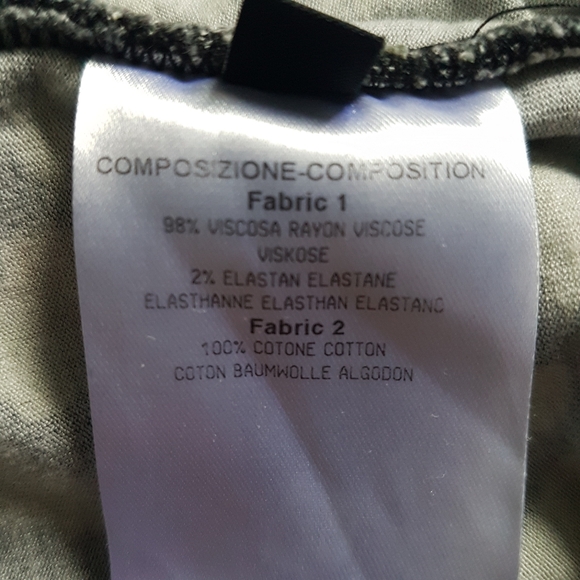 COMPOSIZIONE-COMPOSITION
Fabric 1
98% VISCOSA RAYON VISCOSE
VISKOSE
2% ELASTAN ELASTANE
ELASTHANNE ELASTHAN ELASTANO
Fabric 2
100% COTONE COTTON
COTON BAUMWOLLE ALGODON